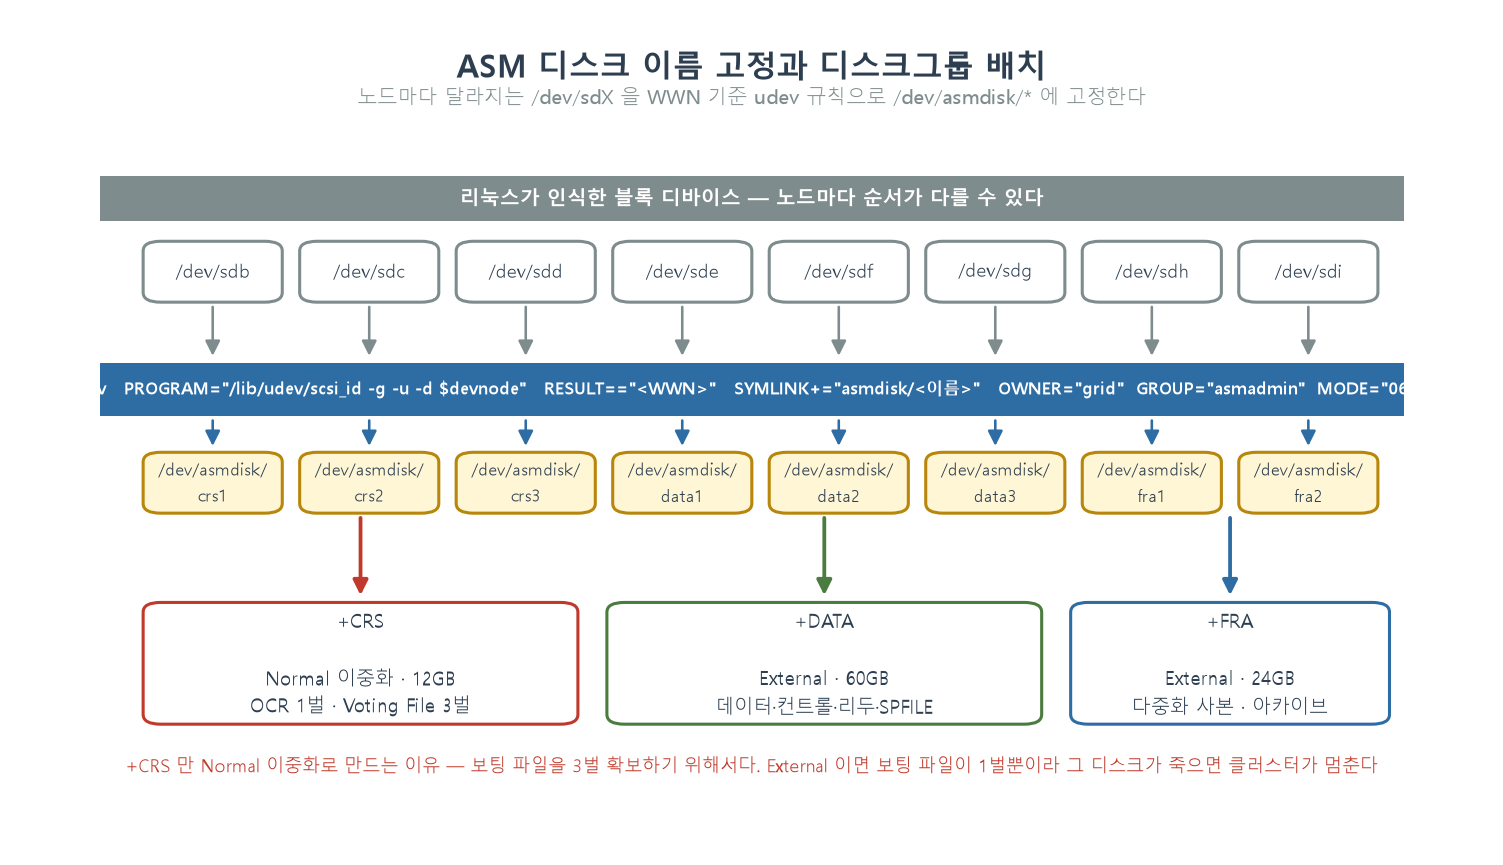 ASM 디스크 이름 고정과 디스크그룹 배치
노드마다 달라지는 /dev/sdX 을 WWN 기준 udev 규칙으로 /dev/asmdisk/* 에 고정한다
리눅스가 인식한 블록 디바이스 — 노드마다 순서가 다를 수 있다
/dev/sdb
/dev/sdc
/dev/sdd
/dev/sde
/dev/sdf
/dev/sdg
/dev/sdh
/dev/sdi
PROGRAM="/lib/udev/scsi_id -g -u -d $devnode" RESULT=="<WWN>" SYMLINK+="asmdisk/<이름>" OWNER="grid" GROUP="asmadmin" MODE="06
/dev/asmdisk/
crs1
/dev/asmdisk/
crs2
/dev/asmdisk/
crs3
/dev/asmdisk/
data1
/dev/asmdisk/
data2
/dev/asmdisk/
data3
/dev/asmdisk/
fra1
/dev/asmdisk/
fra2
+CRS
Normal 이중화 · 12GB
OCR 1벌 · Voting File 3벌
+DATA
External · 60GB
데이터·컨트롤·리두·SPFILE
+FRA
External · 24GB
다중화 사본 · 아카이브
+CRS 만 Normal 이중화로 만드는 이유 — 보팅 파일을 3벌 확보하기 위해서다. External 이면 보팅 파일이 1벌뿐이라 그 디스크가 죽으면 클러스터가 멈춘다